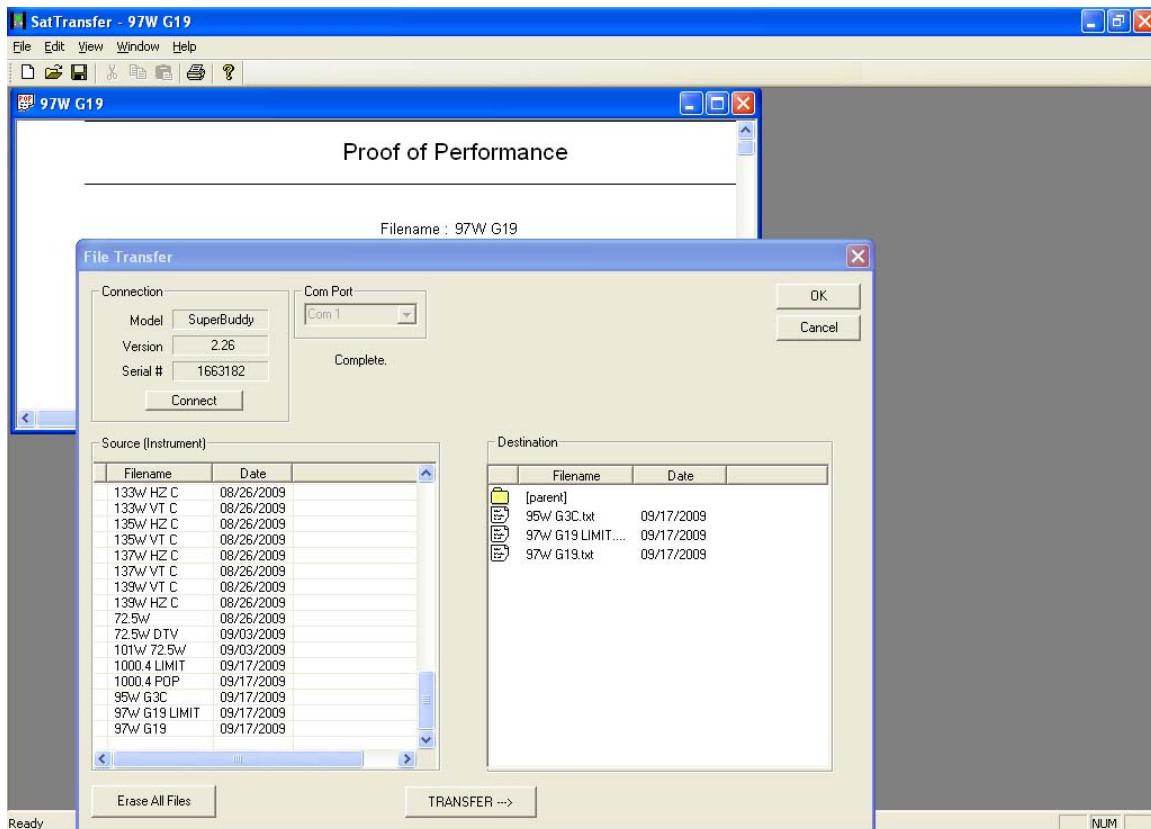 SatTransfer - 97W G19
File Edit View Window Help
97W G19
Proof of Performance
Filename : 97W G19
File Transfer
Connection
Model SuperBuddy
Version 2.26
Serial # 1663182
Connect
Com Port
Com 1
Complete.
OK
Cancel
Source (Instrument)
Filename Date
133W HZ C 08/26/2009
133W VT C 08/26/2009
135W HZ C 08/26/2009
135W VT C 08/26/2009
137W HZ C 08/26/2009
137W VT C 08/26/2009
139W VT C 08/26/2009
139W HZ C 08/26/2009
72.5W 08/26/2009
72.5W DTV 09/03/2009
101W 72.5W 09/03/2009
1000.4 LIMIT 09/17/2009
1000.4 POP 09/17/2009
95W G3C 09/17/2009
97W G19 LIMIT 09/17/2009
97W G19 09/17/2009
Destination
Filename Date
[parent]
95W G3C.txt 09/17/2009
97W G19 LIMIT.... 09/17/2009
97W G19.txt 09/17/2009
Erase All Files
TRANSFER --->
Ready
NUM